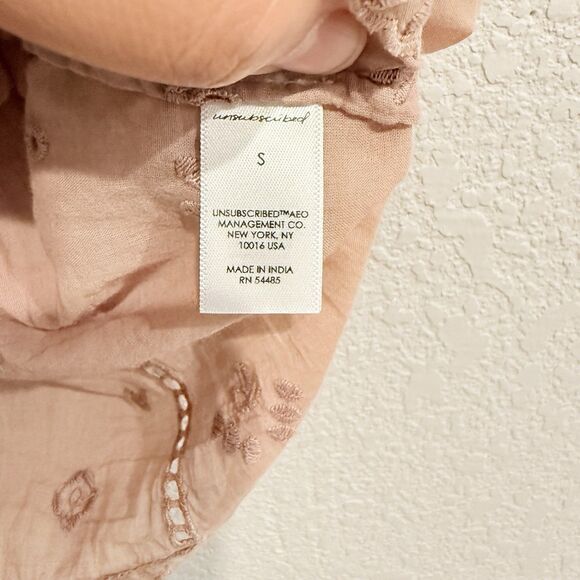 unsubscribed
S
UNSUBSCRIBED™AEO
MANAGEMENT CO.
NEW YORK, NY
10016 USA
MADE IN INDIA
RN 54485